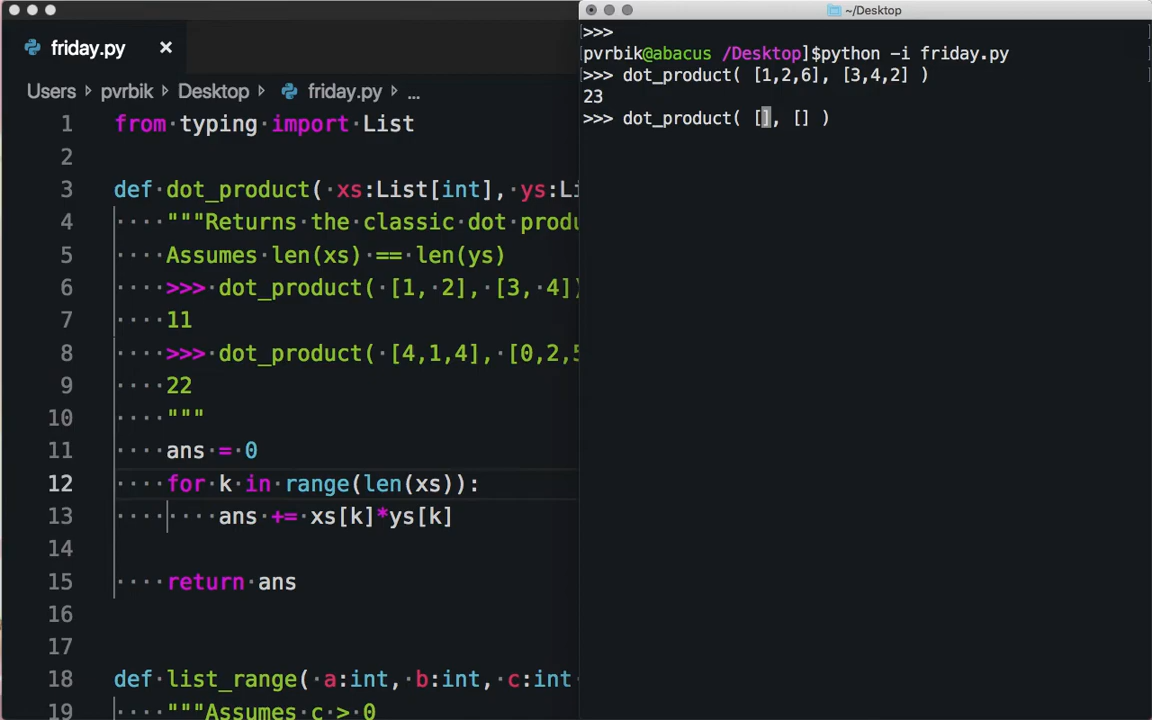 friday.py
Users pvrbik Desktop friday.py ...
1 from typing import List
2
3 def dot_product( xs:List[int], ys:Li
4 """Returns the classic dot produ
5 Assumes len(xs) == len(ys)
6 >>> dot_product( [1, 2], [3, 4])
7 11
8 >>> dot_product( [4,1,4], [0,2,5
9 22
10 """
11 ans = 0
12 for k in range(len(xs)):
13 ans += xs[k]*ys[k]
14
15 return ans
16
17
18 def list_range( a:int, b:int, c:int
19 """Assumes c > 0
~/Desktop
[>>>
pvrbik@abacus /Desktop]$python -i friday.py
>>> dot_product( [1,2,6], [3,4,2] )
23
>>> dot_product( [], [] )